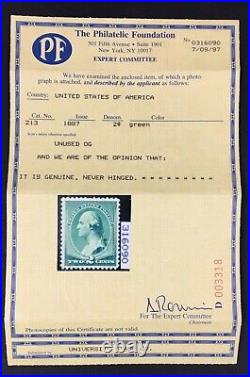 The Philatelic Foundation
501 Fifth Avenue • Suite 1901
New York, NY 10017
EXPERT COMMITTEE
No 0316090
7/09/97
PF
We have examined the enclosed item, of which a photograph is attached, and described by the applicant as follows:
Country: UNITED STATES OF AMERICA
Cat. No. Issue Denom. Color
213 1887 2¢ green
UNUSED OG
AND WE ARE OF THE OPINION THAT:
IT IS GENUINE, NEVER HINGED.
316090
TWO CENTS
D 003318
For The Expert Committee
Chairman
Photocopies of this Certificate are not valid.
Submitted by